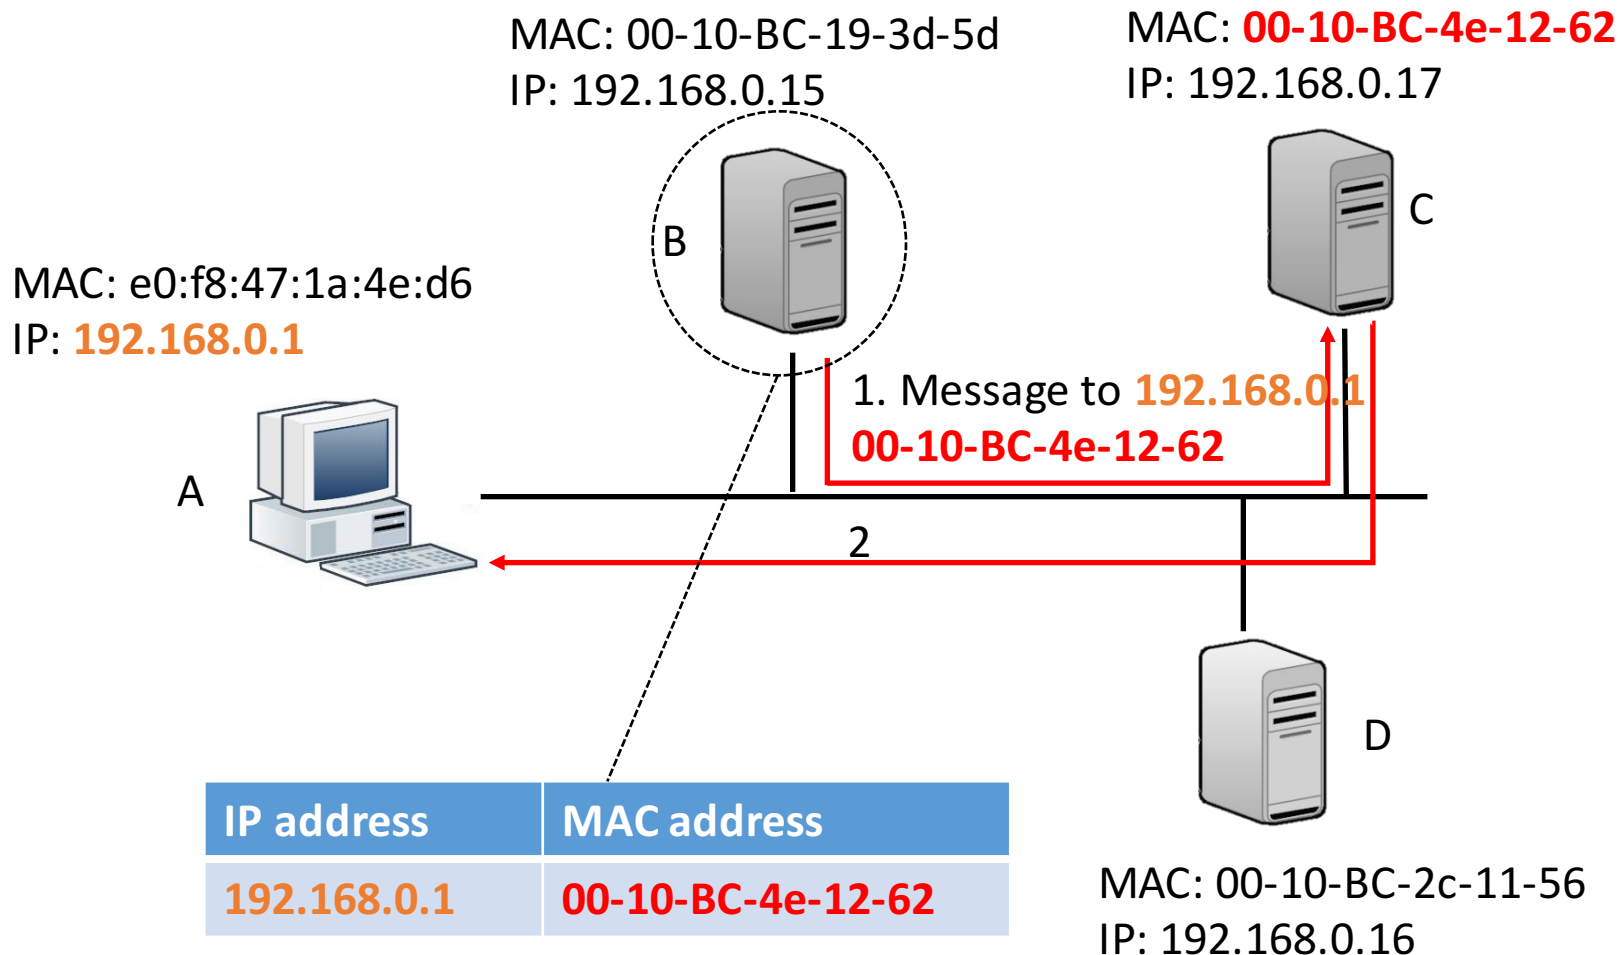 MAC: 00-10-BC-19-3d-5d
IP: 192.168.0.15
MAC: 00-10-BC-4e-12-62
IP: 192.168.0.17
B
C
MAC: e0:f8:47:1a:4e:d6
IP: 192.168.0.1
1. Message to 192.168.0.1
00-10-BC-4e-12-62
A
2
D
IP address MAC address
192.168.0.1 00-10-BC-4e-12-62
MAC: 00-10-BC-2c-11-56
IP: 192.168.0.16